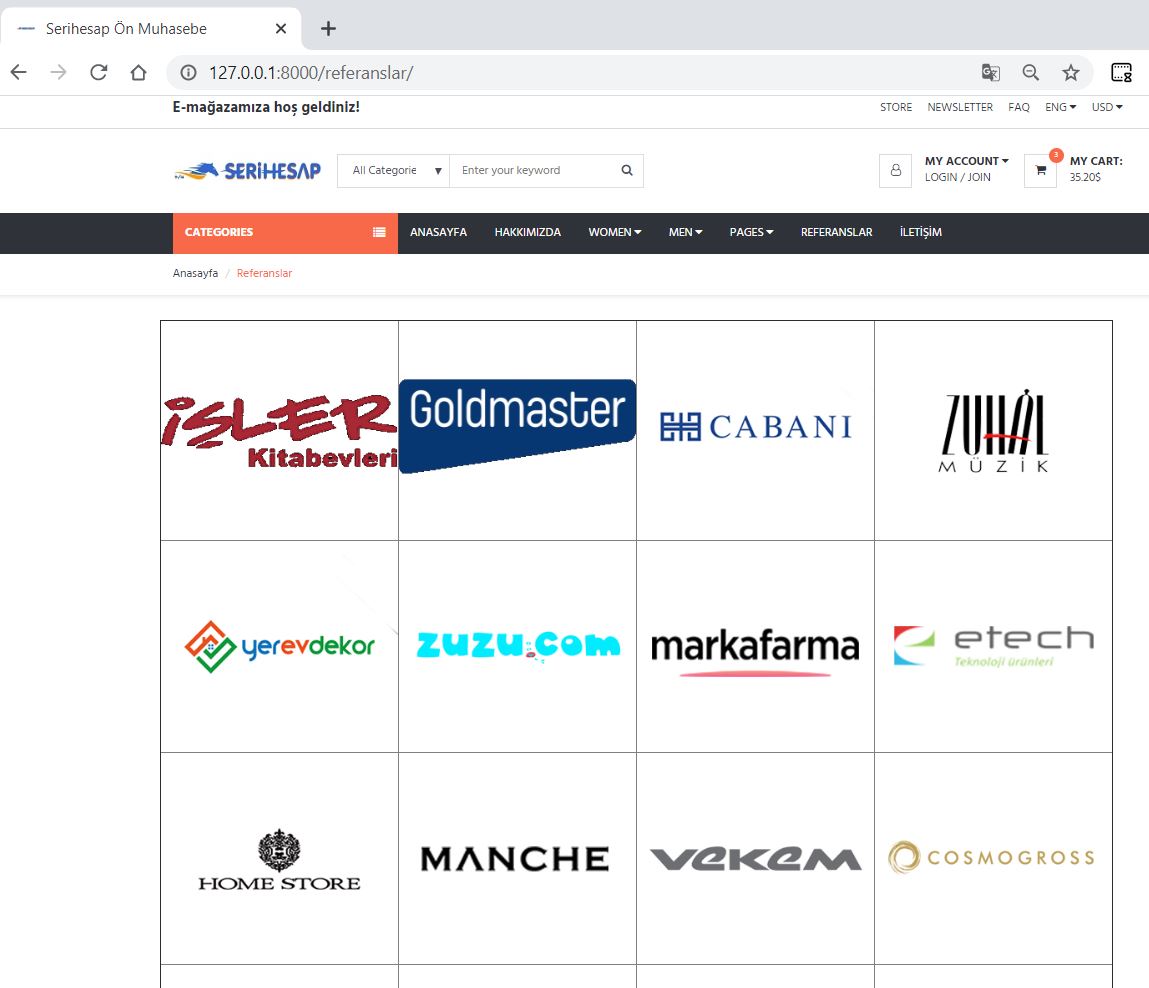 Serihesap Ön Muhasebe
127.0.0.1:8000/referanslar/
E-mağazamıza hoş geldiniz!
STORE NEWSLETTER FAQ ENG USD
SERİHESAP
All Categorie
Enter your keyword
MY ACCOUNT
LOGIN / JOIN
3
MY CART:
35.20$
CATEGORIES
ANASAYFA HAKKIMIZDA WOMEN MEN PAGES REFERANSLAR İLETİŞİM
Anasayfa / Referanslar
İŞLER
Kitabevleri
Goldmaster
CABANI
ZUHÂL
MÜZİK
yerevdekor
zuzu.com
markafarma
etech
Teknoloji ürünleri
HOME STORE
MANCHE
VEKEM
COSMOGROSS